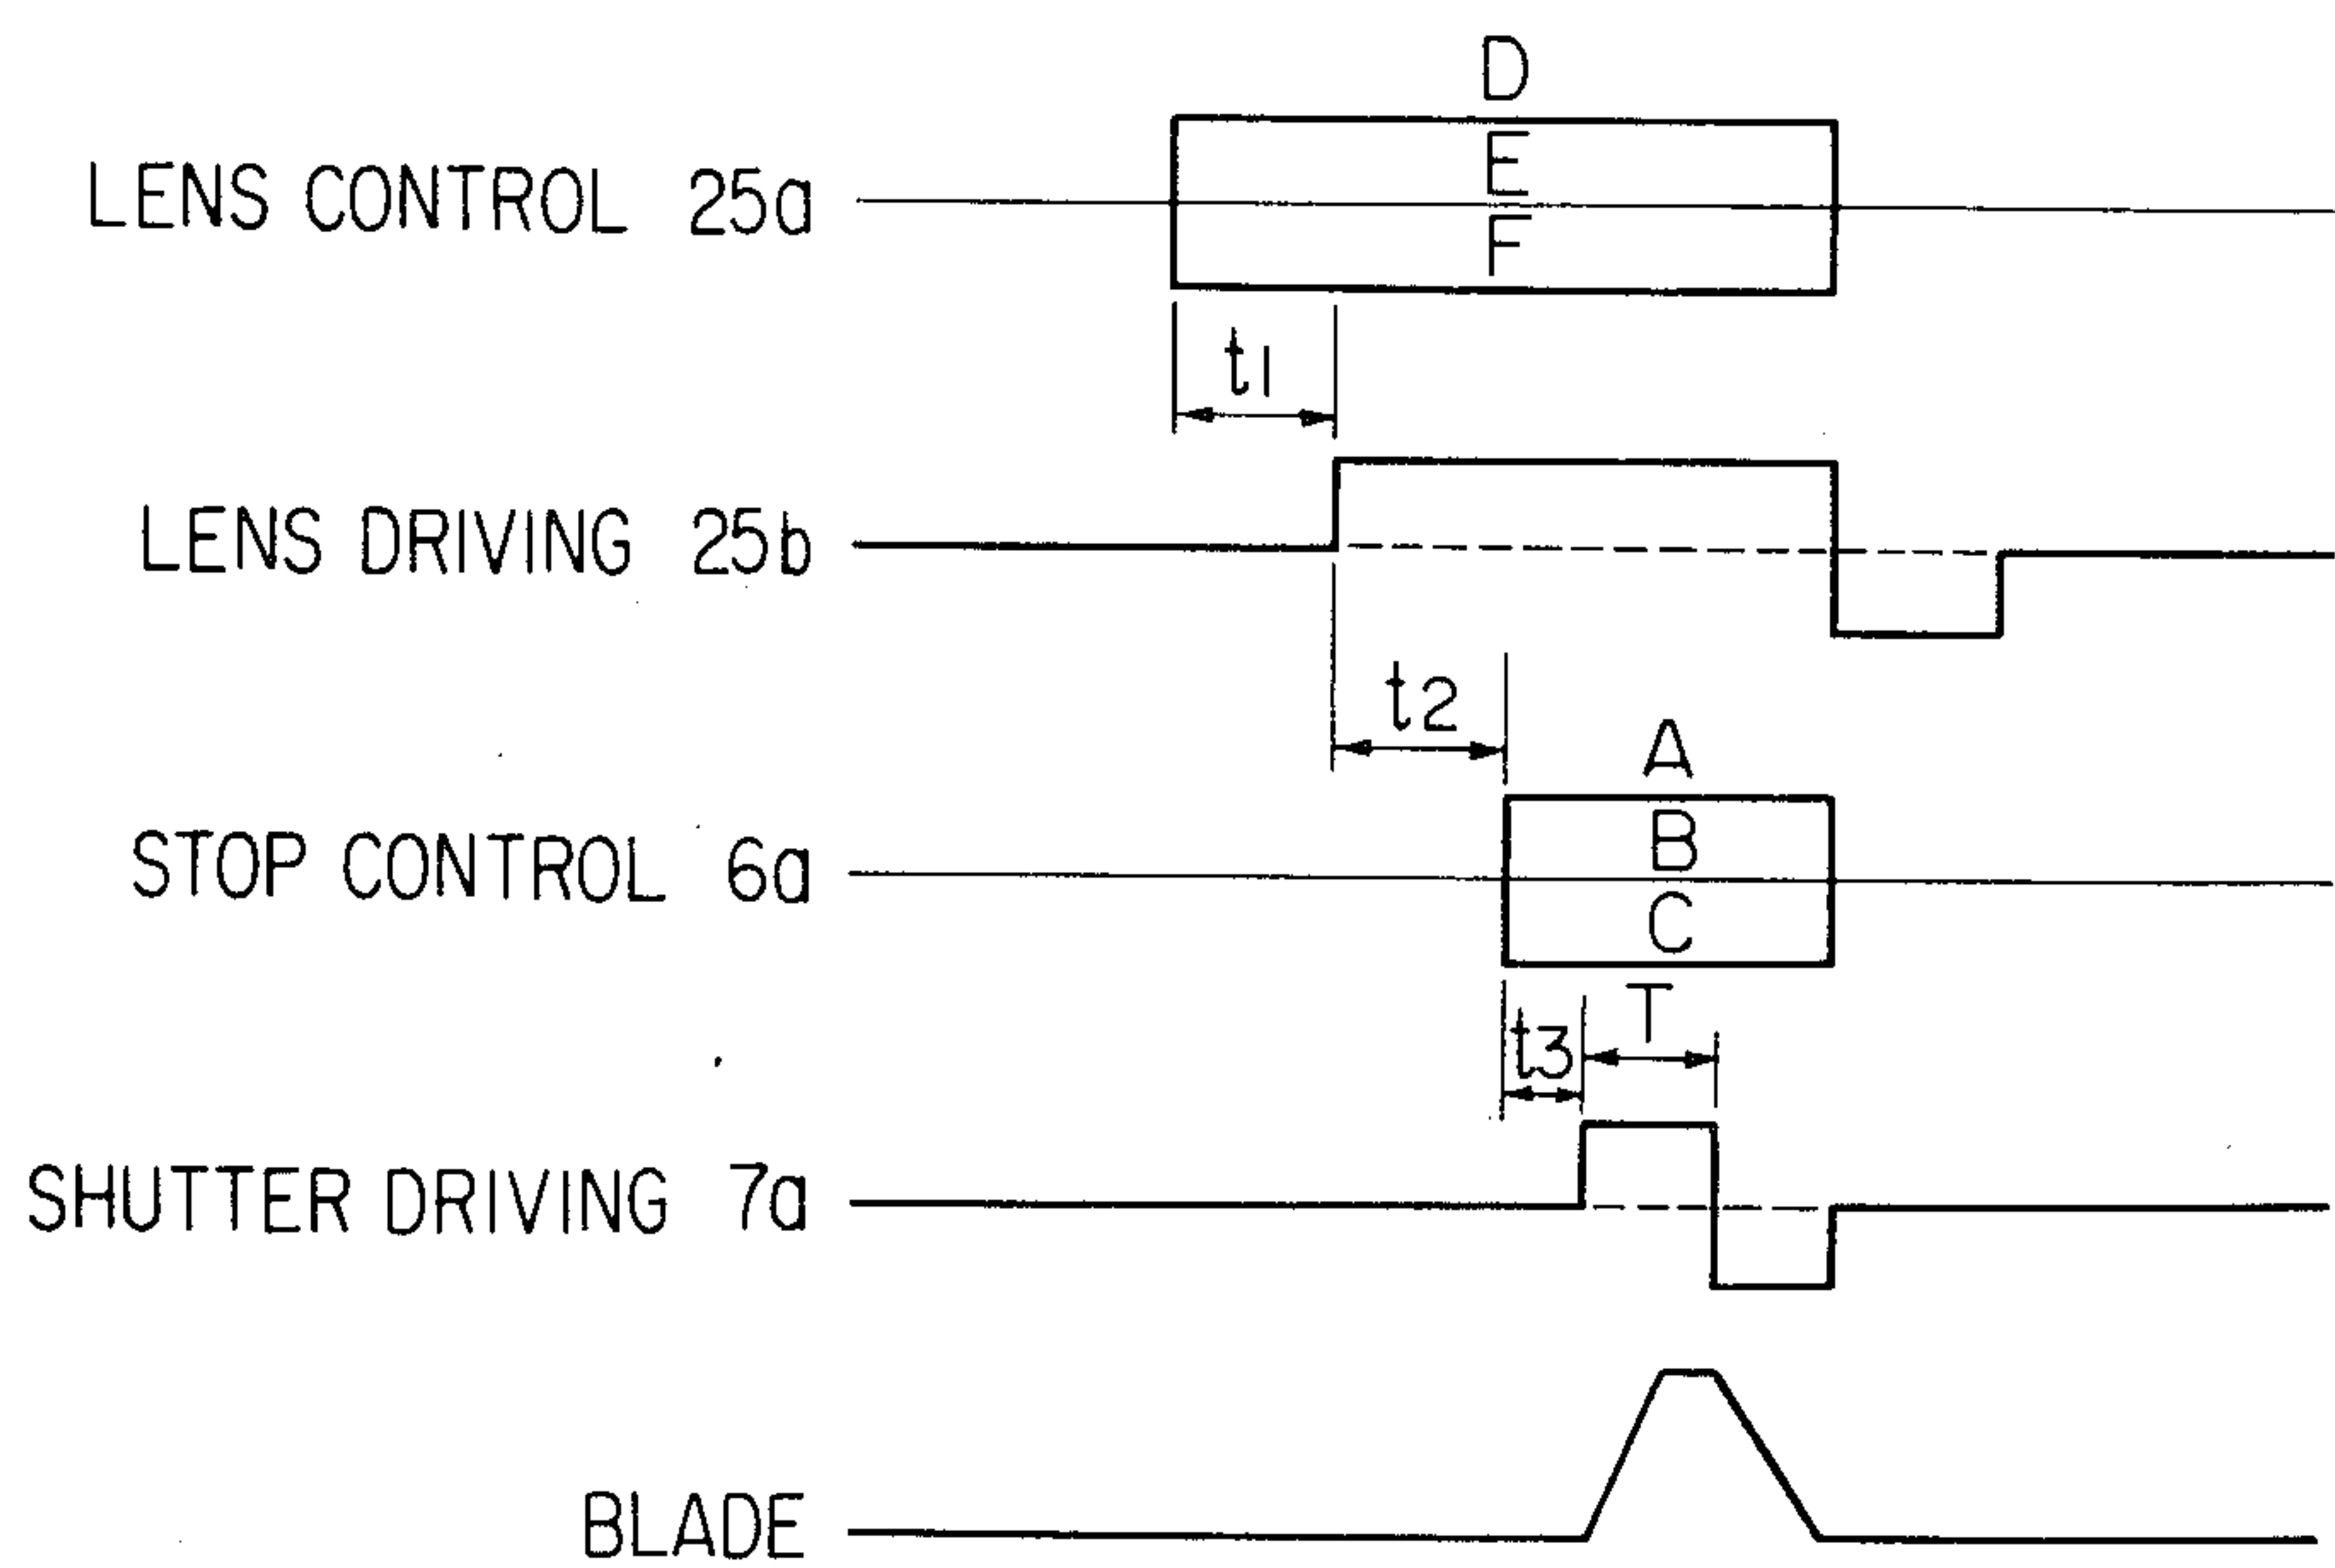 D
E
LENS CONTROL 25a
F
t1
LENS DRIVING 25b
t2
A
B
STOP CONTROL 6a
C
T
t3
SHUTTER DRIVING 7a
BLADE